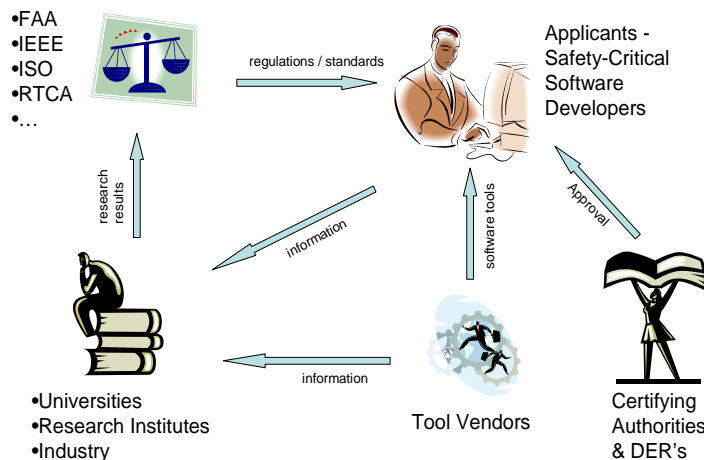 •FAA
•IEEE
•ISO
•RTCA
•…
regulations / standards
Applicants -
Safety-Critical
Software
Developers
research
results
information
software tools
Approval
information
•Universities
•Research Institutes
•Industry
Tool Vendors
Certifying
Authorities
& DER's